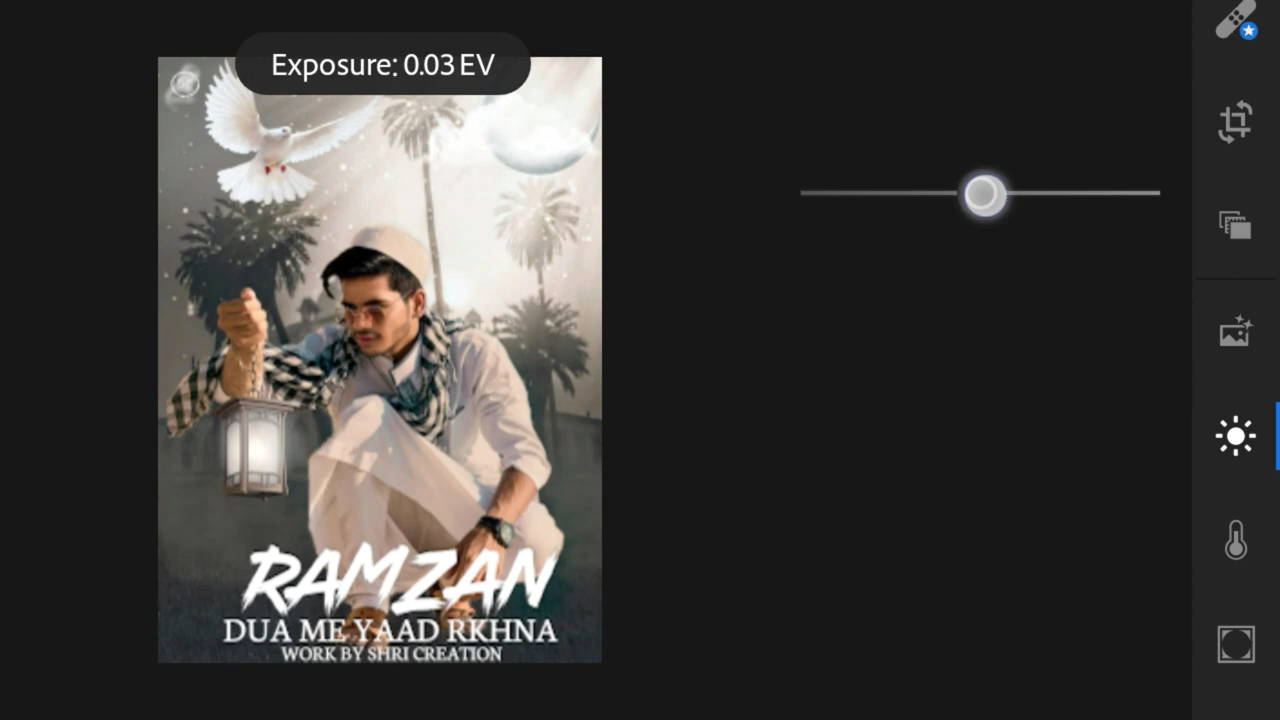 Exposure: 0.03 EV
RAMZAN
DUA ME YAAD RKHNA
WORK BY SHRI CREATION